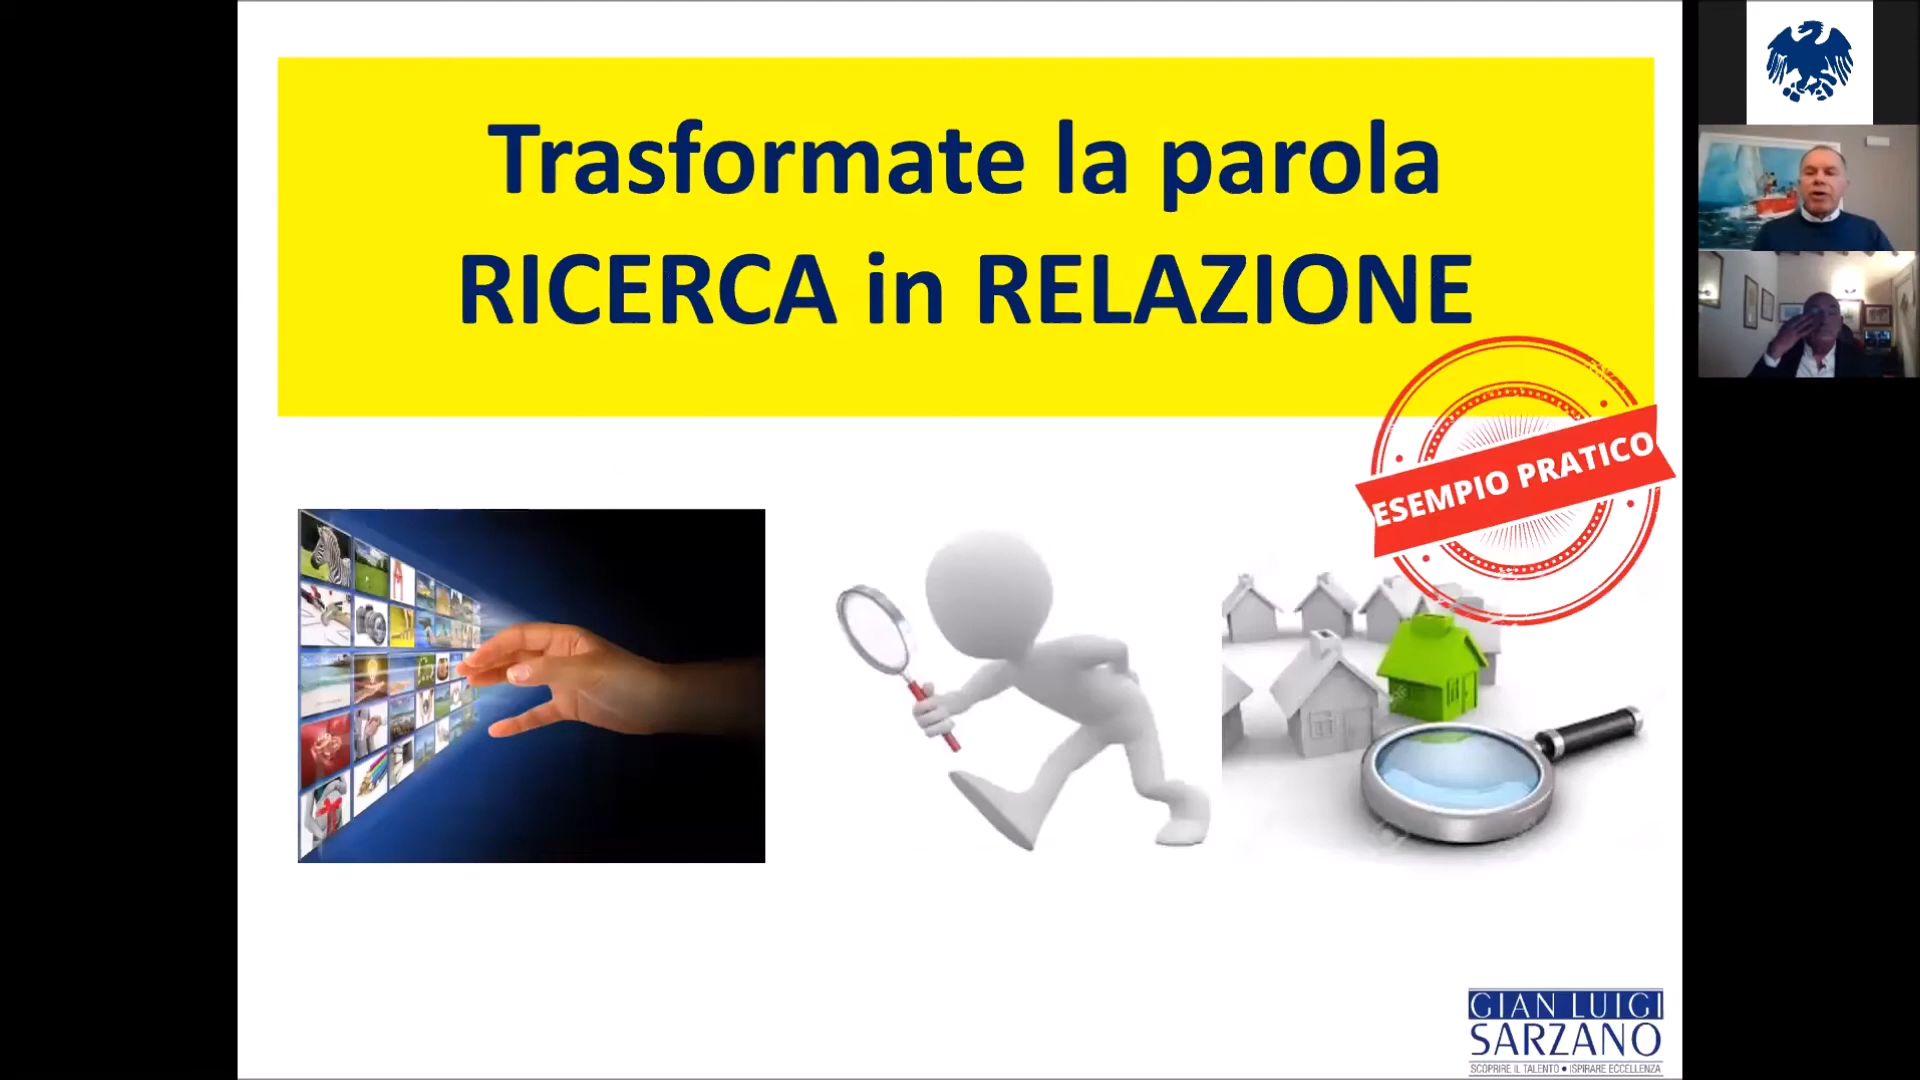 Trasformate la parola
RICERCA in RELAZIONE
ESEMPIO PRATICO
GIAN LUIGI
SARZANO
SCOPRIRE IL TALENTO • ISPIRARE ECCELLENZA